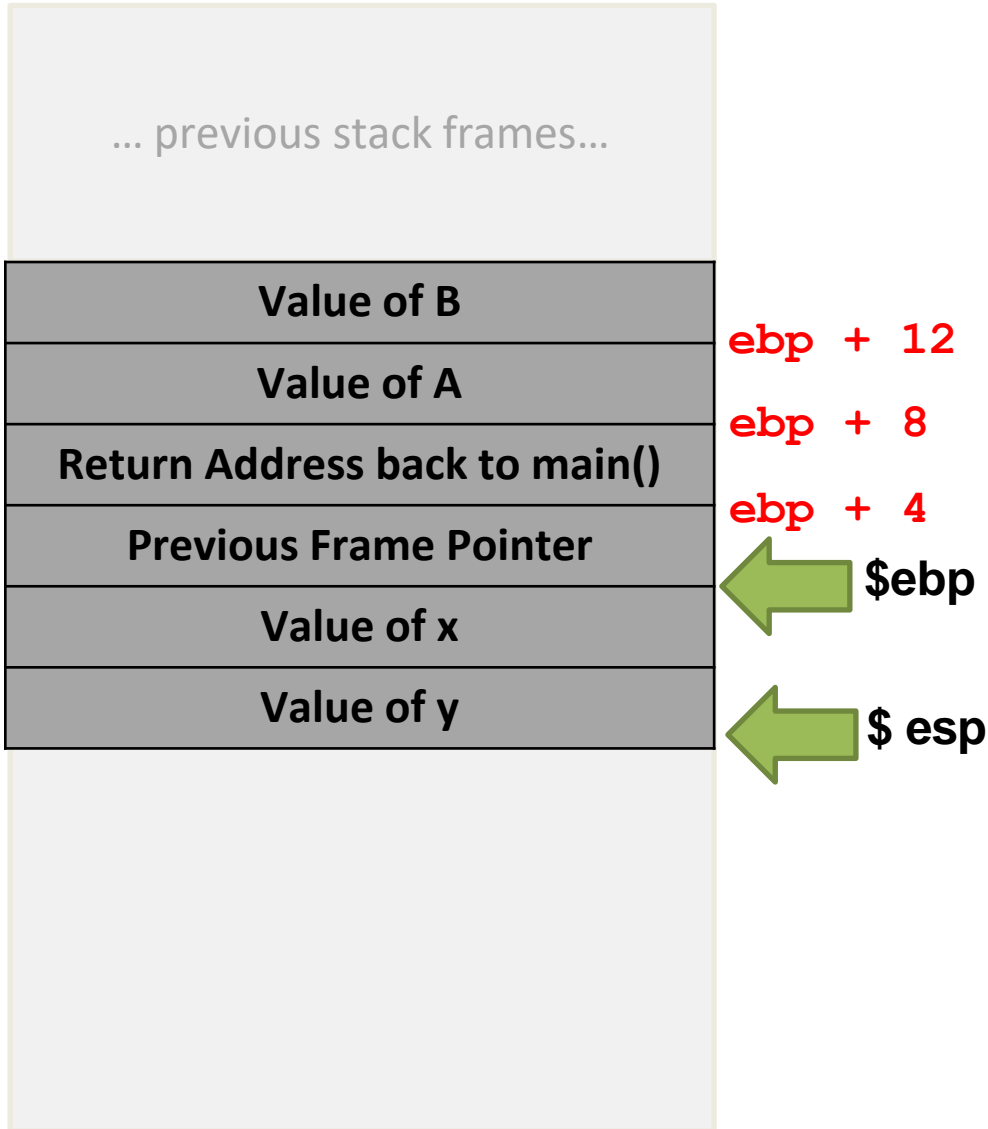 ... previous stack frames...
Value of B
ebp + 12
Value of A
ebp + 8
Return Address back to main()
ebp + 4
Previous Frame Pointer
$ebp
Value of x
Value of y
$ esp